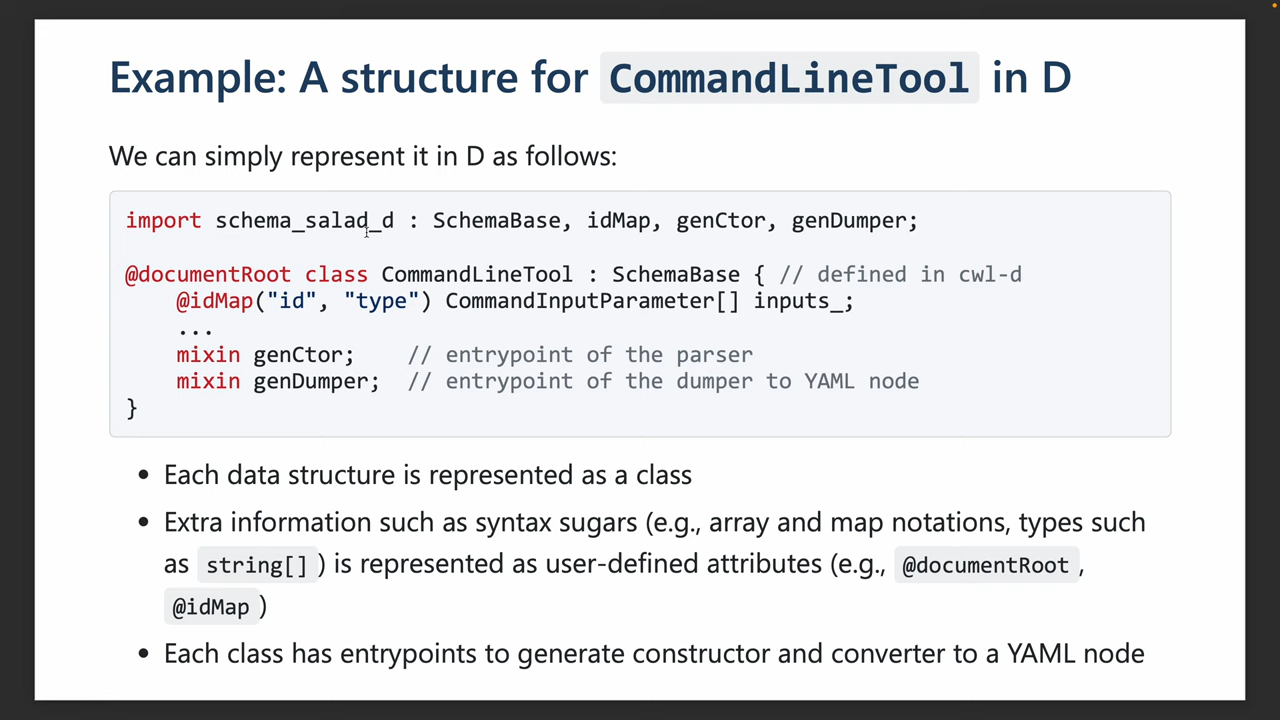 Example: A structure for CommandLineTool in D
We can simply represent it in D as follows:
import schema_salad_d : SchemaBase, idMap, genCtor, genDumper;
@documentRoot class CommandLineTool : SchemaBase { // defined in cwl-d
@idMap("id", "type") CommandInputParameter[] inputs_;
...
mixin genCtor; // entrypoint of the parser
mixin genDumper; // entrypoint of the dumper to YAML node
}
• Each data structure is represented as a class
• Extra information such as syntax sugars (e.g., array and map notations, types such
as string[] ) is represented as user-defined attributes (e.g., @documentRoot ,
@idMap )
• Each class has entrypoints to generate constructor and converter to a YAML node